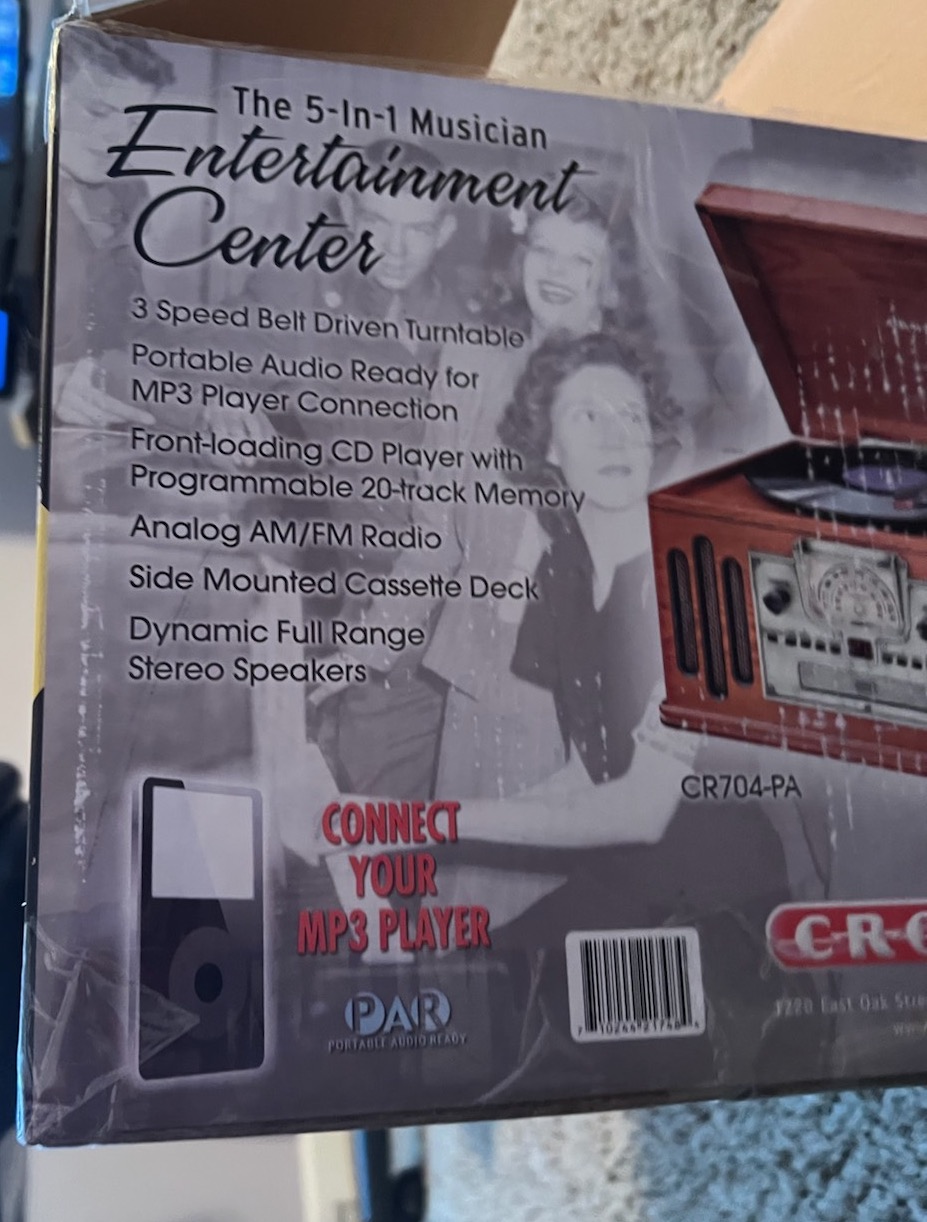 The 5-In-1 Musician
Entertainment
Center
3 Speed Belt Driven Turntable
Portable Audio Ready for
MP3 Player Connection
Front-loading CD Player with
Programmable 20-track Memory
Analog AM/FM Radio
Side Mounted Cassette Deck
Dynamic Full Range
Stereo Speakers
CR704-PA
CONNECT
YOUR
MP3 PLAYER
PAR
PORTABLE AUDIO READY
C·R·
East Oak